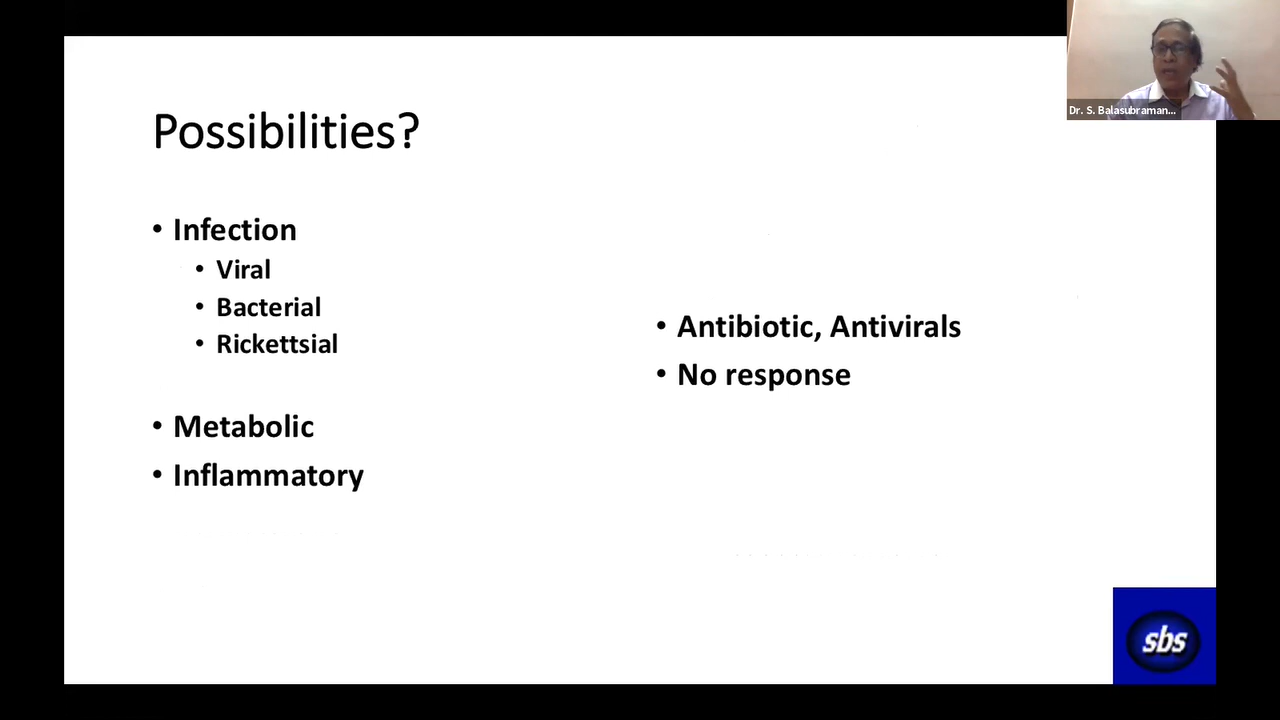 Dr. S. Balasubraman...
Possibilities?
• Infection
• Viral
• Bacterial
• Rickettsial
• Metabolic
• Inflammatory
• Antibiotic, Antivirals
• No response
sbs